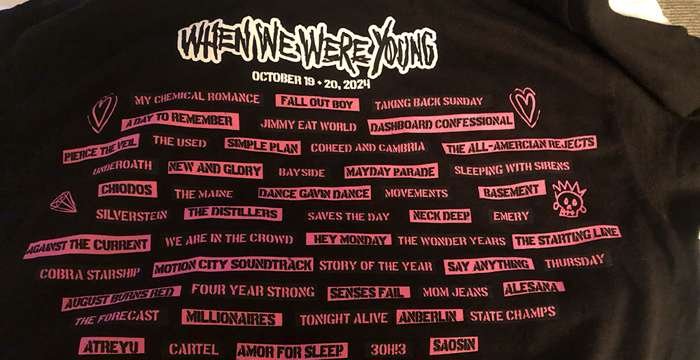 WHEN WE WERE YOUNG
OCTOBER 19 • 20, 2024
MY CHEMICAL ROMANCE FALL OUT BOY TAKING BACK SUNDAY
A DAY TO REMEMBER JIMMY EAT WORLD DASHBOARD CONFESSIONAL
PIERCE THE VEIL THE USED SIMPLE PLAN COHEED AND CAMBRIA THE ALL-AMERCIAN REJECTS
UNDEROATH NEW AND GLORY BAYSIDE MAYDAY PARADE SLEEPING WITH SIRENS
CHIODOS THE MAINE DANCE GAVIN DANCE MOVEMENTS BASEMENT
SILVERSTEIN THE DISTILLERS SAVES THE DAY NECK DEEP EMERY
AGAINST THE CURRENT WE ARE IN THE CROWD HEY MONDAY THE WONDER YEARS THE STARTING LINE
COBRA STARSHIP MOTION CITY SOUNDTRACK STORY OF THE YEAR SAY ANYTHING THURSDAY
AUGUST BURNS RED FOUR YEAR STRONG SENSES FAIL MOM JEANS ALESANA
THE FORECAST MILLIONAIRES TONIGHT ALIVE ANBERLIN STATE CHAMPS
ATREYU CARTEL AMOR FOR SLEEP 3OH!3 SAOSIN